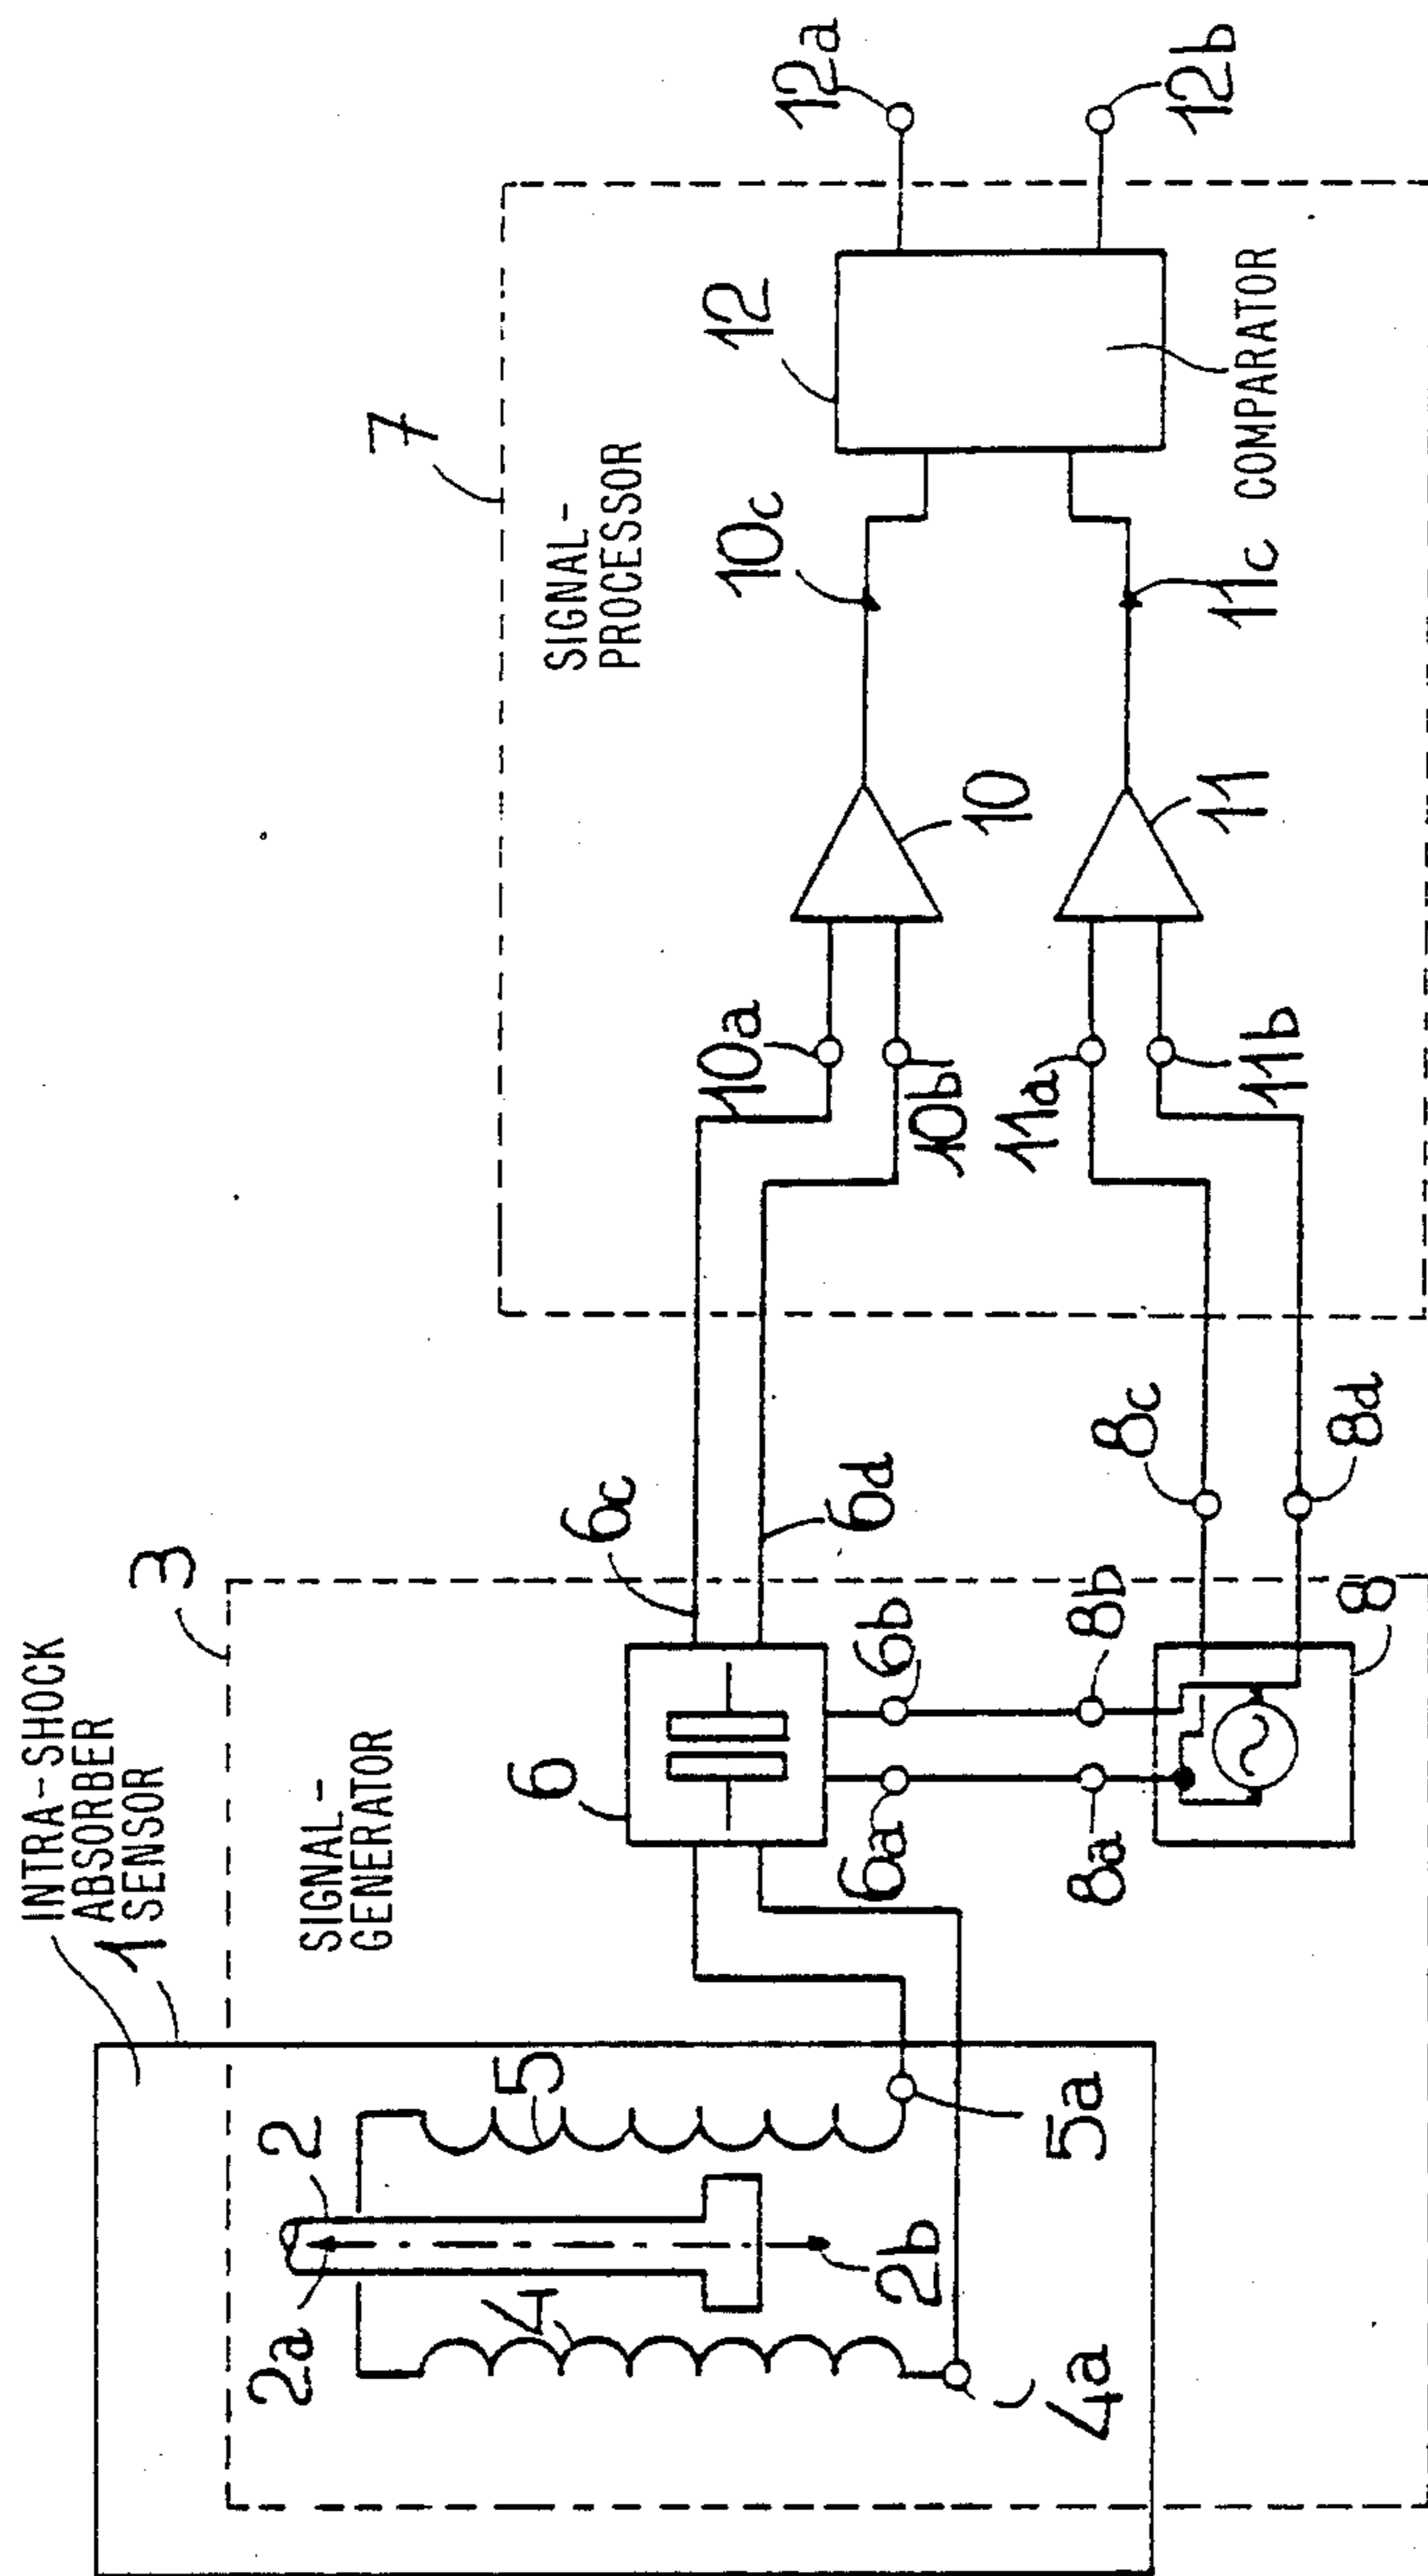 INTRA-SHOCK
ABSORBER
SENSOR
1
3
SIGNAL-
GENERATOR
2a
2
5
4
2b
4a
5a
6
6c
6d
6a
6b
8a
8b
8c
8d
8
7
SIGNAL-
PROCESSOR
10a
10b
10
10c
11a
11b
11
11c
12
COMPARATOR
12a
12b